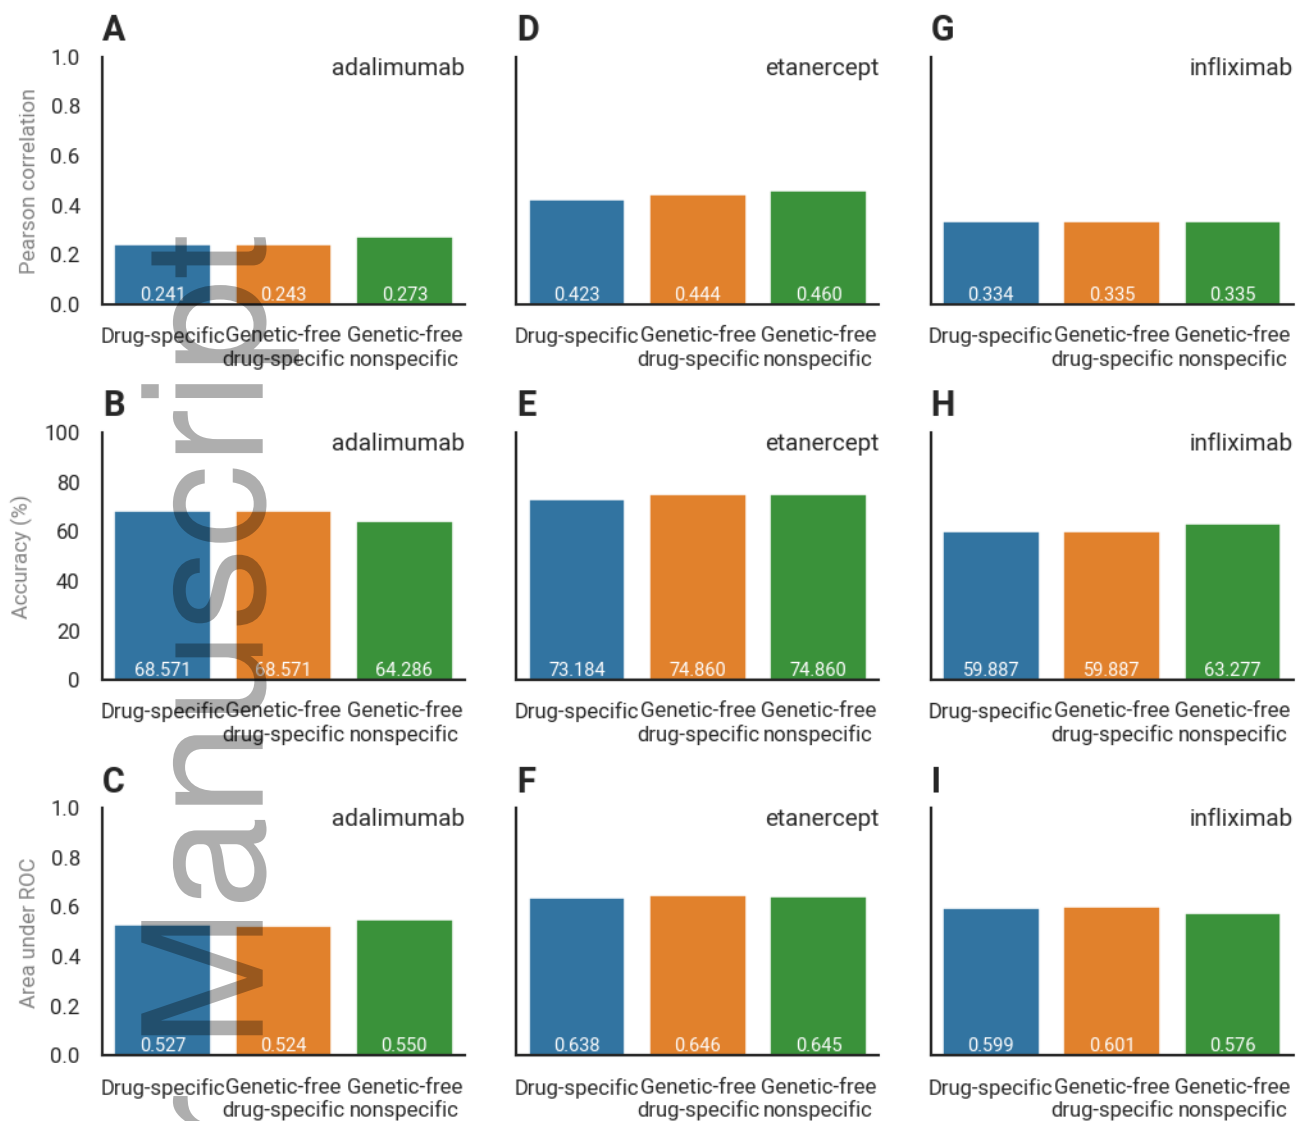 A
D
G
adalimumab
etanercept
infliximab
Pearson correlation
1.0
0.8
0.6
0.4
0.2
0.0
0.241
0.243
0.273
0.423
0.444
0.460
0.334
0.335
0.335
Drug-specific
Genetic-free
drug-specific
Genetic-free
nonspecific
Drug-specific
Genetic-free
drug-specific
Genetic-free
nonspecific
Drug-specific
Genetic-free
drug-specific
Genetic-free
nonspecific
B
E
H
adalimumab
etanercept
infliximab
Accuracy (%)
100
80
60
40
20
0
68.571
68.571
64.286
73.184
74.860
74.860
59.887
59.887
63.277
Drug-specific
Genetic-free
drug-specific
Genetic-free
nonspecific
Drug-specific
Genetic-free
drug-specific
Genetic-free
nonspecific
Drug-specific
Genetic-free
drug-specific
Genetic-free
nonspecific
C
F
I
adalimumab
etanercept
infliximab
Area under ROC
1.0
0.8
0.6
0.4
0.2
0.0
0.527
0.524
0.550
0.638
0.646
0.645
0.599
0.601
0.576
Drug-specific
Genetic-free
drug-specific
Genetic-free
nonspecific
Drug-specific
Genetic-free
drug-specific
Genetic-free
nonspecific
Drug-specific
Genetic-free
drug-specific
Genetic-free
nonspecific
Manuscript